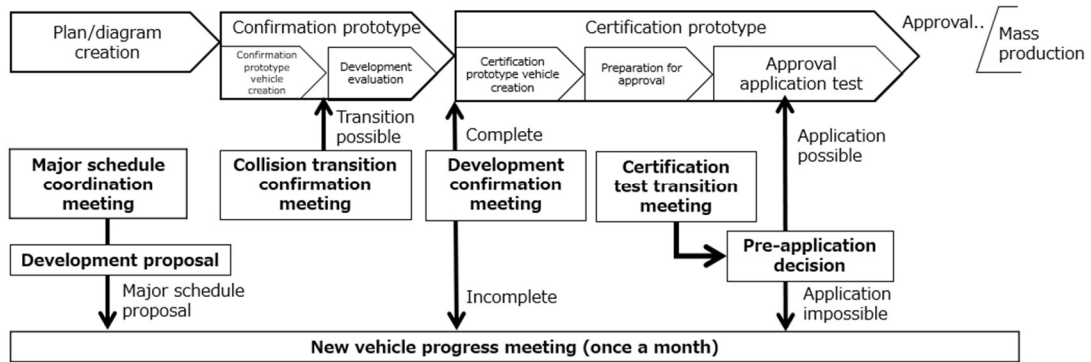 Plan/diagram
creation
Confirmation prototype
Confirmation
prototype
vehicle
creation
Development
evaluation
Certification prototype
Certification
prototype vehicle
creation
Preparation for
approval
Approval
application test
Approval..
Mass
production
Transition
possible
Complete
Application
possible
Major schedule
coordination
meeting
Collision transition
confirmation
meeting
Development
confirmation
meeting
Certification
test transition
meeting
Development proposal
Pre-application
decision
Major schedule
proposal
Incomplete
Application
impossible
New vehicle progress meeting (once a month)